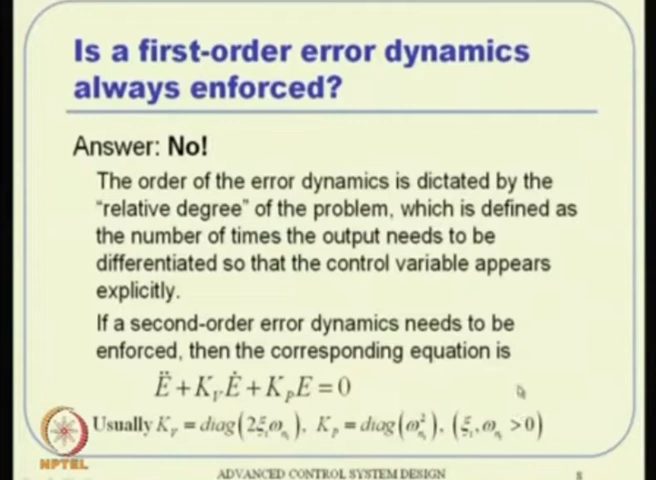 Is a first-order error dynamics
always enforced?
Answer: No!
The order of the error dynamics is dictated by the
"relative degree" of the problem, which is defined as
the number of times the output needs to be
differentiated so that the control variable appears
explicitly.
If a second-order error dynamics needs to be
enforced, then the corresponding equation is
Ë + K_V Ė + K_P E = 0
Usually K_V = diag(2ξ_i ω_{n_i}), K_P = diag(ω²_{n_i}), (ξ_i, ω_{n_i} > 0)
NPTEL
ADVANCED CONTROL SYSTEM DESIGN
8